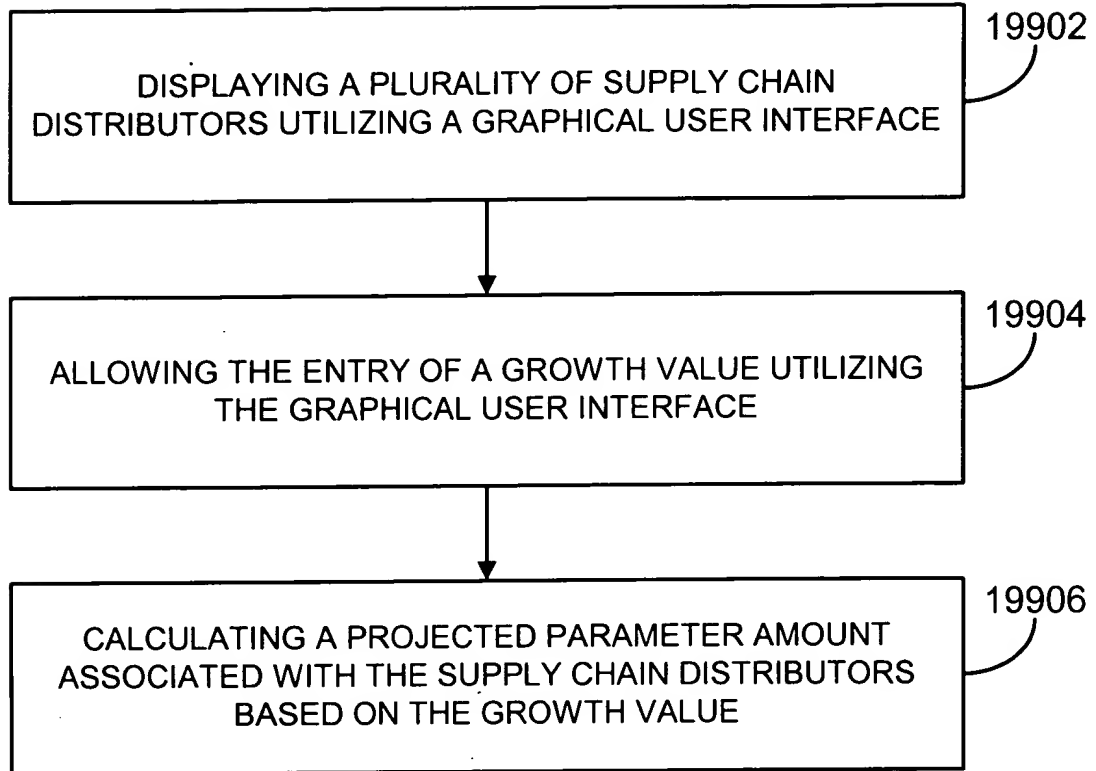 19902
DISPLAYING A PLURALITY OF SUPPLY CHAIN
DISTRIBUTORS UTILIZING A GRAPHICAL USER INTERFACE
19904
ALLOWING THE ENTRY OF A GROWTH VALUE UTILIZING
THE GRAPHICAL USER INTERFACE
19906
CALCULATING A PROJECTED PARAMETER AMOUNT
ASSOCIATED WITH THE SUPPLY CHAIN DISTRIBUTORS
BASED ON THE GROWTH VALUE